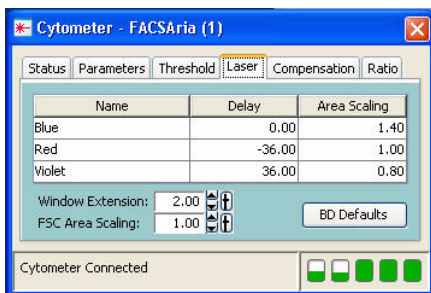 Cytometer - FACSAria (1)
Status Parameters Threshold Laser Compensation Ratio
Name Delay Area Scaling
Blue 0.00 1.40
Red -36.00 1.00
Violet 36.00 0.80
Window Extension: 2.00
FSC Area Scaling: 1.00
BD Defaults
Cytometer Connected